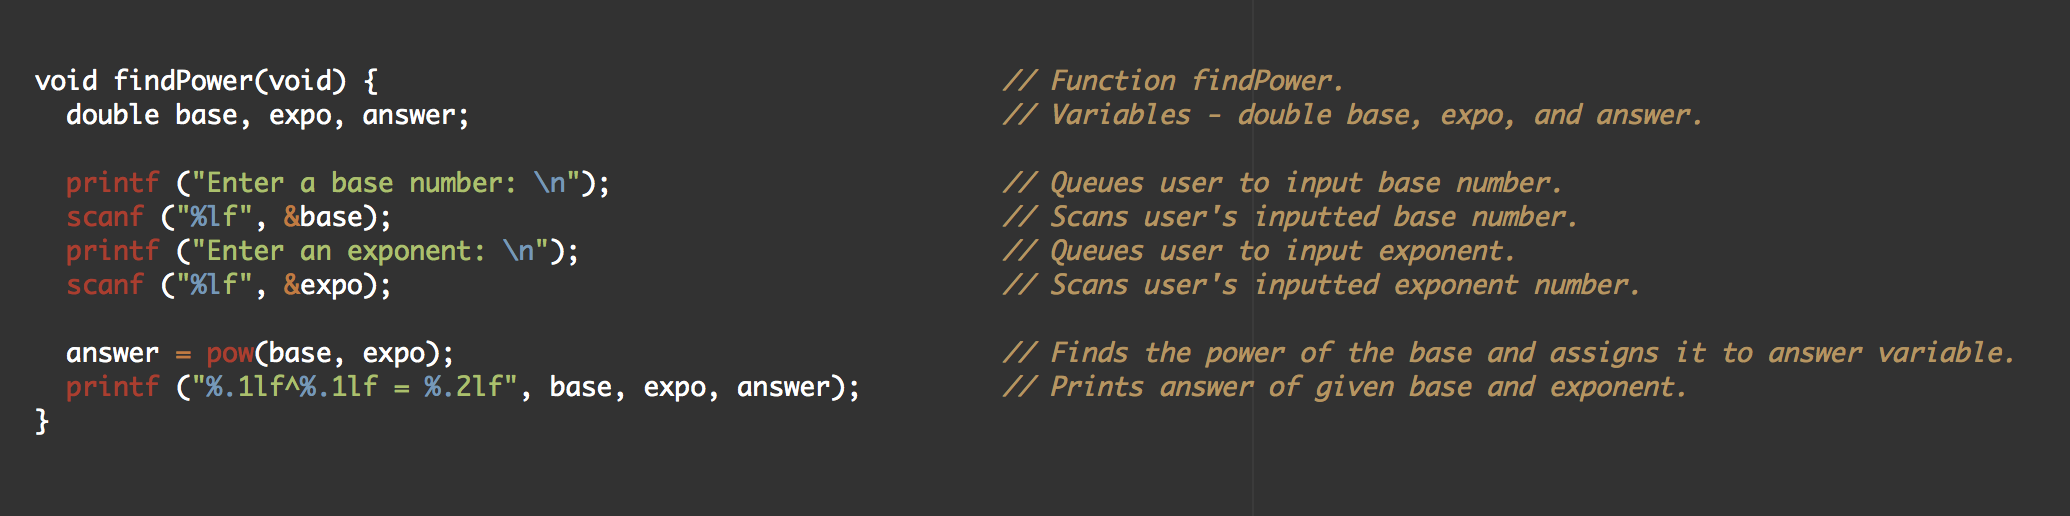 void findPower(void) { // Function findPower.
double base, expo, answer; // Variables - double base, expo, and answer.
printf ("Enter a base number: \n"); // Queues user to input base number.
scanf ("%lf", &base); // Scans user's inputted base number.
printf ("Enter an exponent: \n"); // Queues user to input exponent.
scanf ("%lf", &expo); // Scans user's inputted exponent number.
answer = pow(base, expo); // Finds the power of the base and assigns it to answer variable.
printf ("%.1lf^%.1lf = %.2lf", base, expo, answer); // Prints answer of given base and exponent.
}